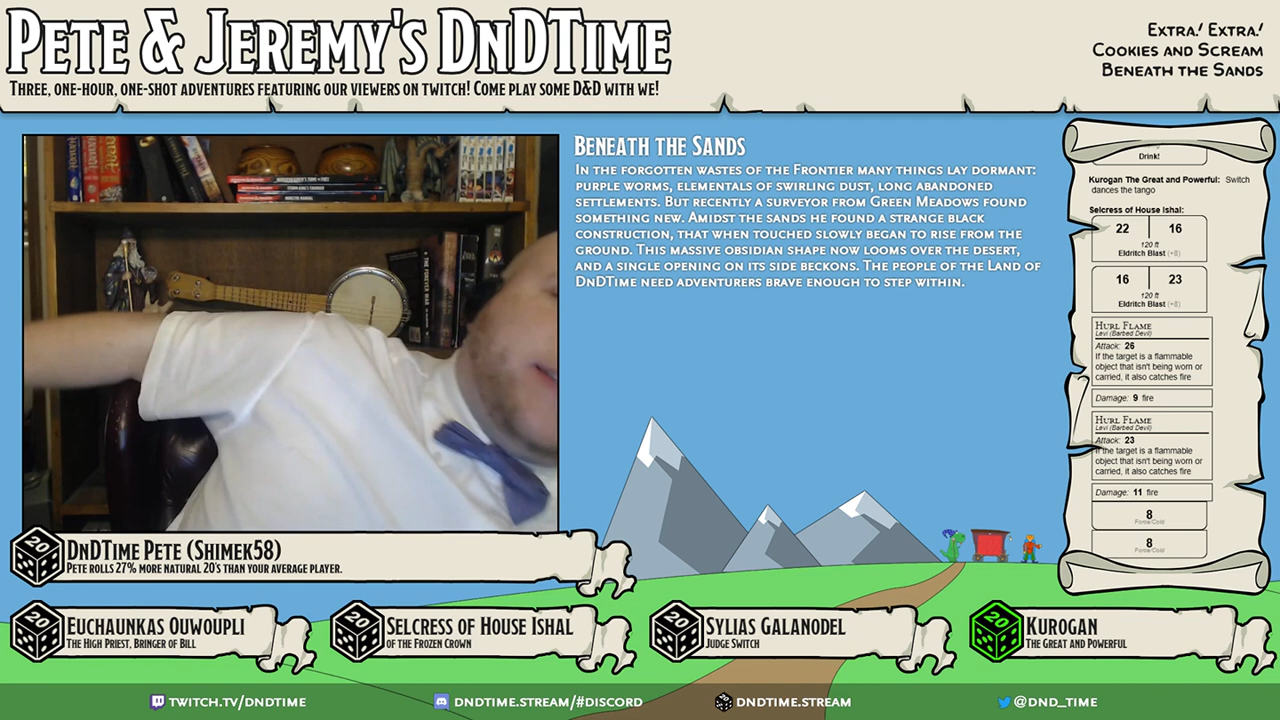 PETE & JEREMY'S DNDTIME
THREE, ONE-HOUR, ONE-SHOT ADVENTURES FEATURING OUR VIEWERS ON TWITCH! COME PLAY SOME D&D WITH WE!
EXTRA! EXTRA!
COOKIES AND SCREAM
BENEATH THE SANDS
BENEATH THE SANDS
IN THE FORGOTTEN WASTES OF THE FRONTIER MANY THINGS LAY DORMANT:
PURPLE WORMS, ELEMENTALS OF SWIRLING DUST, LONG ABANDONED
SETTLEMENTS. BUT RECENTLY A SURVEYOR FROM GREEN MEADOWS FOUND
SOMETHING NEW. AMIDST THE SANDS HE FOUND A STRANGE BLACK
CONSTRUCTION, THAT WHEN TOUCHED SLOWLY BEGAN TO RISE FROM THE
GROUND. THIS MASSIVE OBSIDIAN SHAPE NOW LOOMS OVER THE DESERT,
AND A SINGLE OPENING ON ITS SIDE BECKONS. THE PEOPLE OF THE LAND OF
DNDTIME NEED ADVENTURERS BRAVE ENOUGH TO STEP WITHIN.
Drink!
Kurogan The Great and Powerful: Switch
dances the tango
Selcress of House Ishal:
22 16
120 ft
Eldritch Blast (+8)
16 23
120 ft
Eldritch Blast (+8)
HURL FLAME
Levi (Barbed Devil)
Attack: 26
If the target is a flammable
object that isn't being worn or
carried, it also catches fire
Damage: 9 fire
HURL FLAME
Levi (Barbed Devil)
Attack: 23
If the target is a flammable
object that isn't being worn or
carried, it also catches fire
Damage: 11 fire
8
Force/Cold
8
Force/Cold
THE FOREVER WAR
20
DNDTIME PETE (SHIMEK58)
PETE ROLLS 27% MORE NATURAL 20'S THAN YOUR AVERAGE PLAYER.
20
EUCHAUNKAS OUWOUPLI
THE HIGH PRIEST, BRINGER OF BILL
20
SELCRESS OF HOUSE ISHAL
OF THE FROZEN CROWN
20
SYLIAS GALANODEL
JUDGE SWITCH
20
KUROGAN
THE GREAT AND POWERFUL
TWITCH.TV/DNDTIME
DNDTIME.STREAM/#DISCORD
DNDTIME.STREAM
@DND_TIME